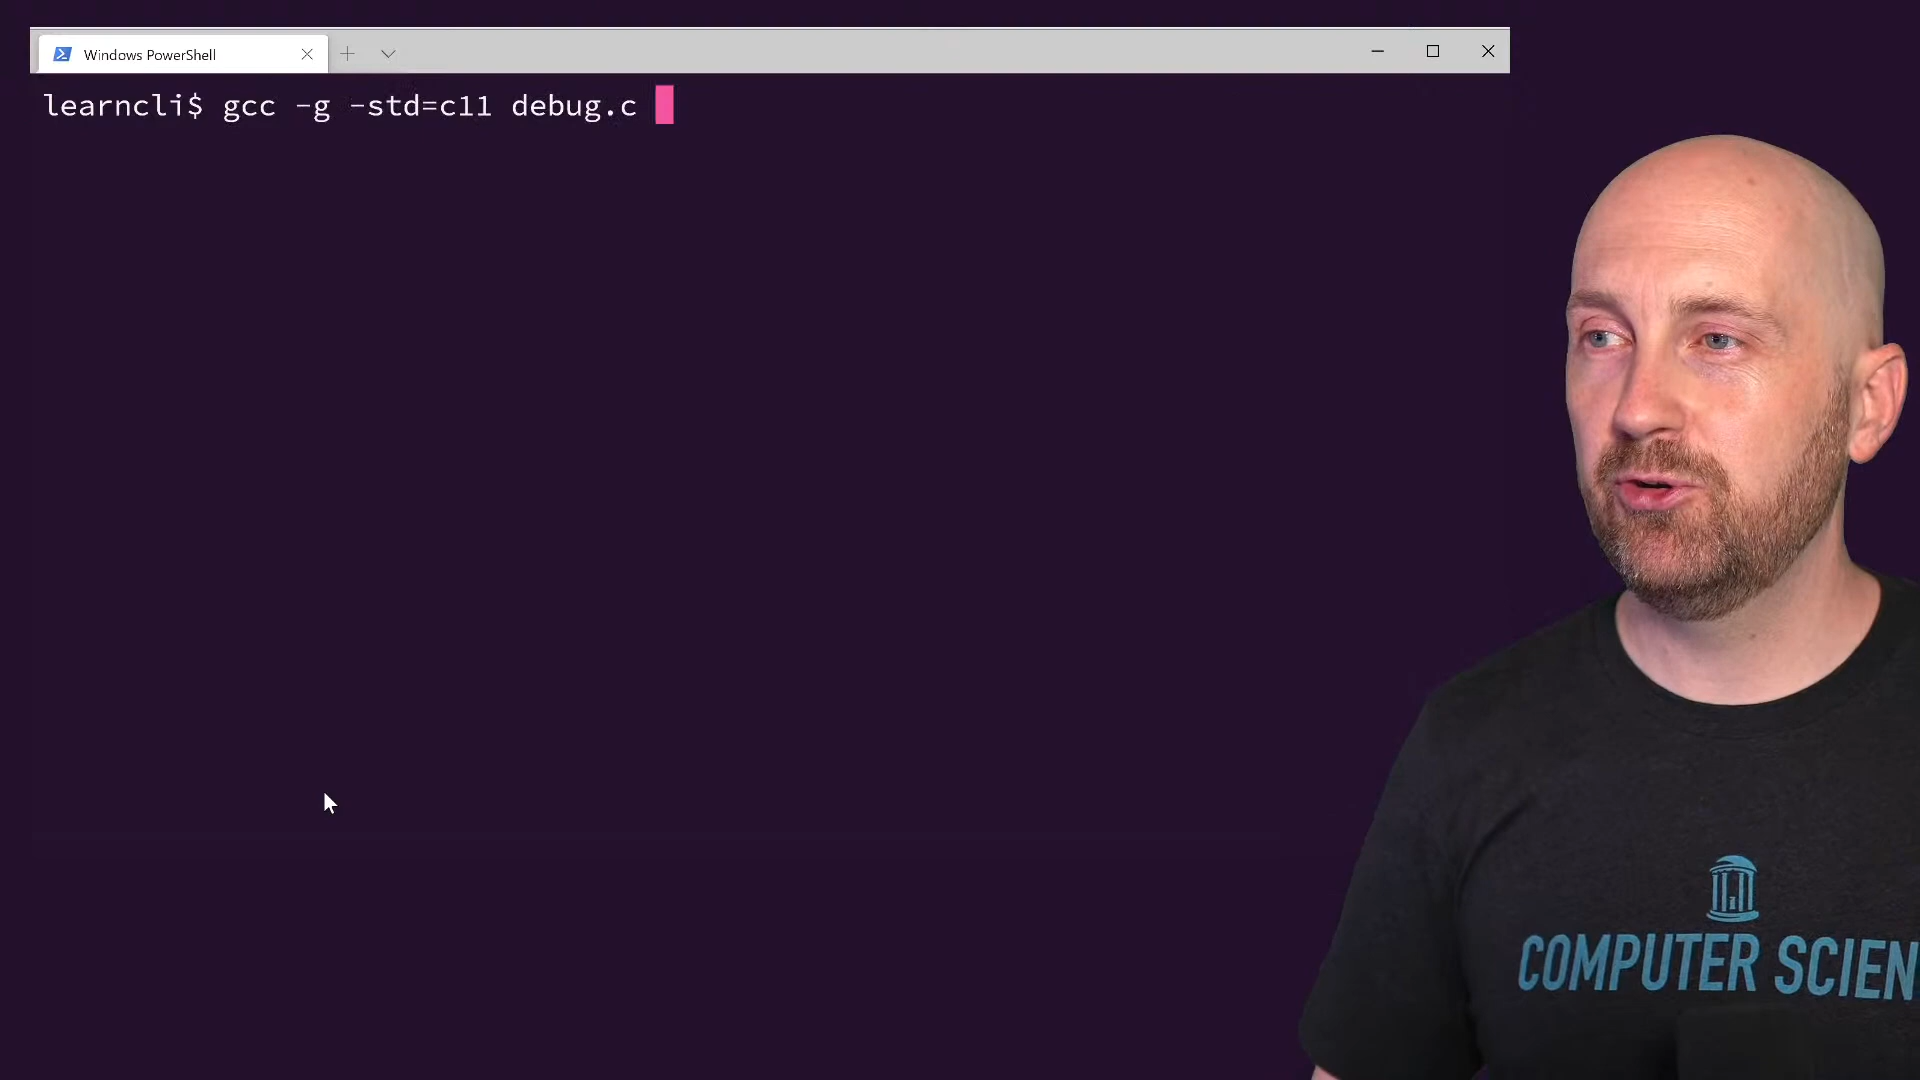 Windows PowerShell
learncli$ gcc -g -std=c11 debug.c
COMPUTER SCIEN